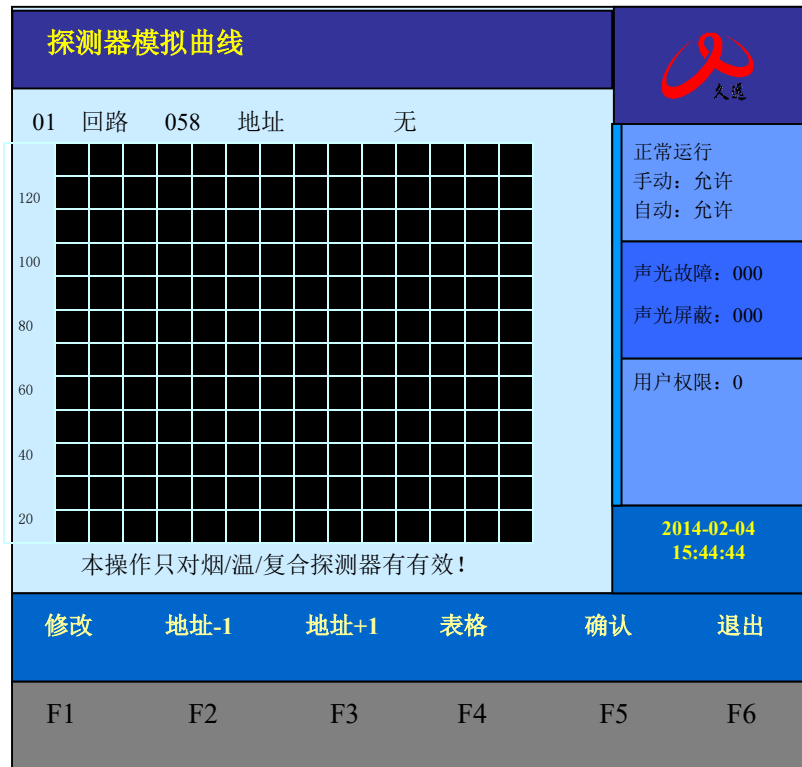 探测器模拟曲线
久远
01 回路 058 地址 无
120
100
80
60
40
20
本操作只对烟/温/复合探测器有有效！
正常运行
手动：允许
自动：允许
声光故障：000
声光屏蔽：000
用户权限：0
2014-02-04
15:44:44
修改 地址-1 地址+1 表格 确认 退出
F1 F2 F3 F4 F5 F6